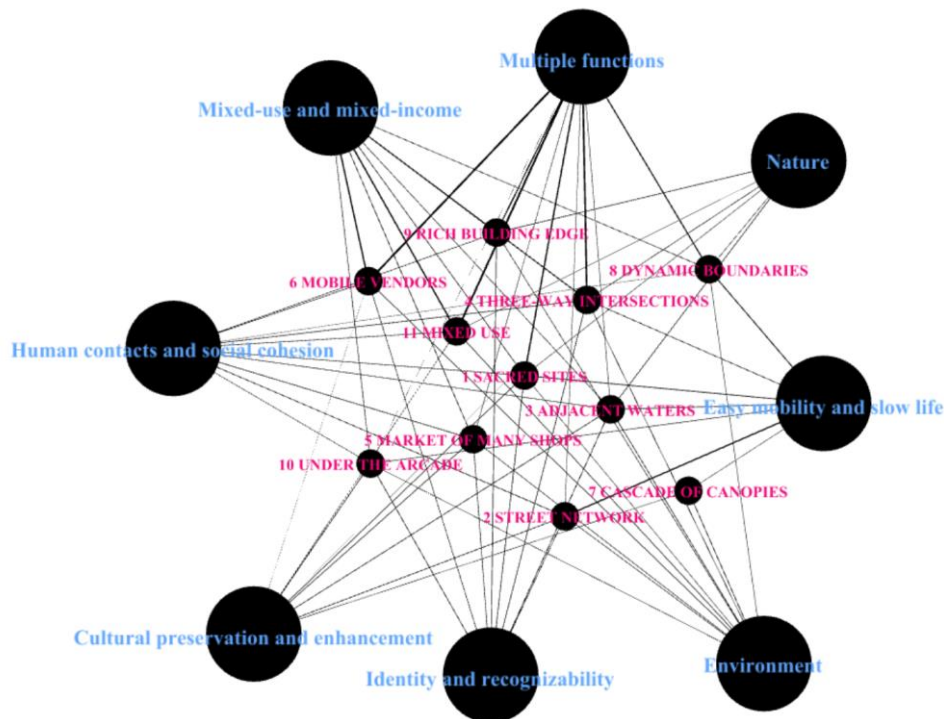 Multiple functions
Mixed-use and mixed-income
Nature
9 RICH BUILDING EDGE
8 DYNAMIC BOUNDARIES
6 MOBILE VENDORS
4 THREE-WAY INTERSECTIONS
11 MIXED USE
Human contacts and social cohesion
1 SACRED SITES
3 ADJACENT WATERS
Easy mobility and slow life
5 MARKET OF MANY SHOPS
10 UNDER THE ARCADE
7 CASCADE OF CANOPIES
2 STREET NETWORK
Cultural preservation and enhancement
Environment
Identity and recognizability